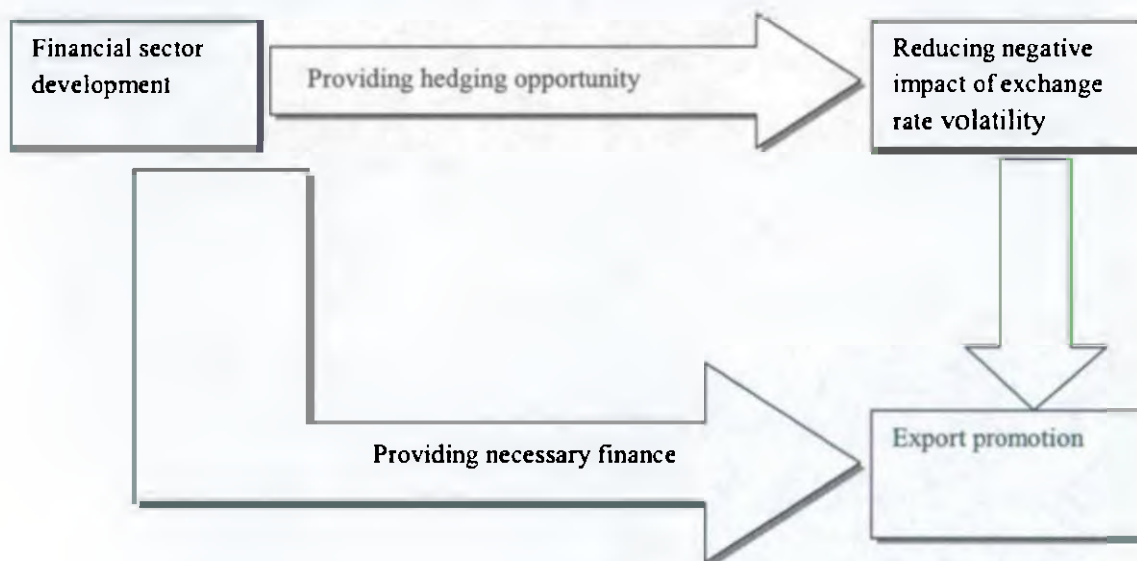 Financial sector
development
Providing hedging opportunity
Reducing negative
impact of exchange
rate volatility
Providing necessary finance
Export promotion